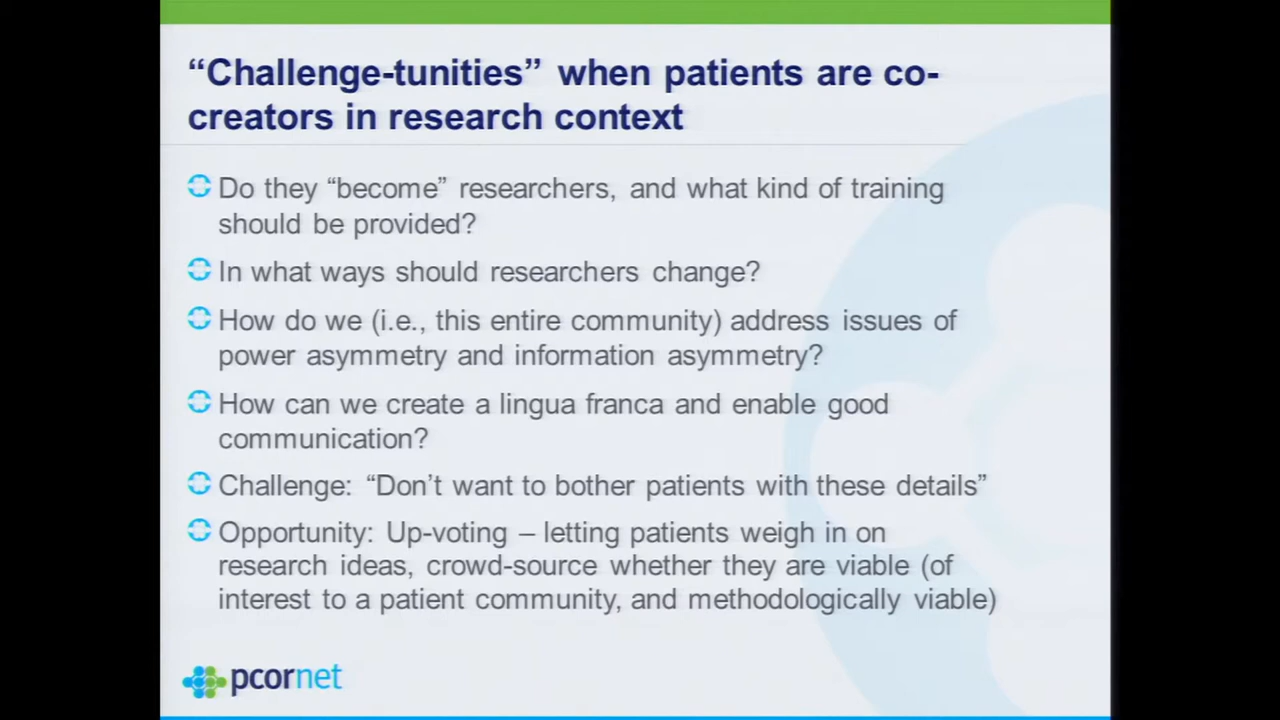 “Challenge-tunities” when patients are co-
creators in research context
Do they “become” researchers, and what kind of training
should be provided?
In what ways should researchers change?
How do we (i.e., this entire community) address issues of
power asymmetry and information asymmetry?
How can we create a lingua franca and enable good
communication?
Challenge: “Don’t want to bother patients with these details”
Opportunity: Up-voting – letting patients weigh in on
research ideas, crowd-source whether they are viable (of
interest to a patient community, and methodologically viable)
pcornet